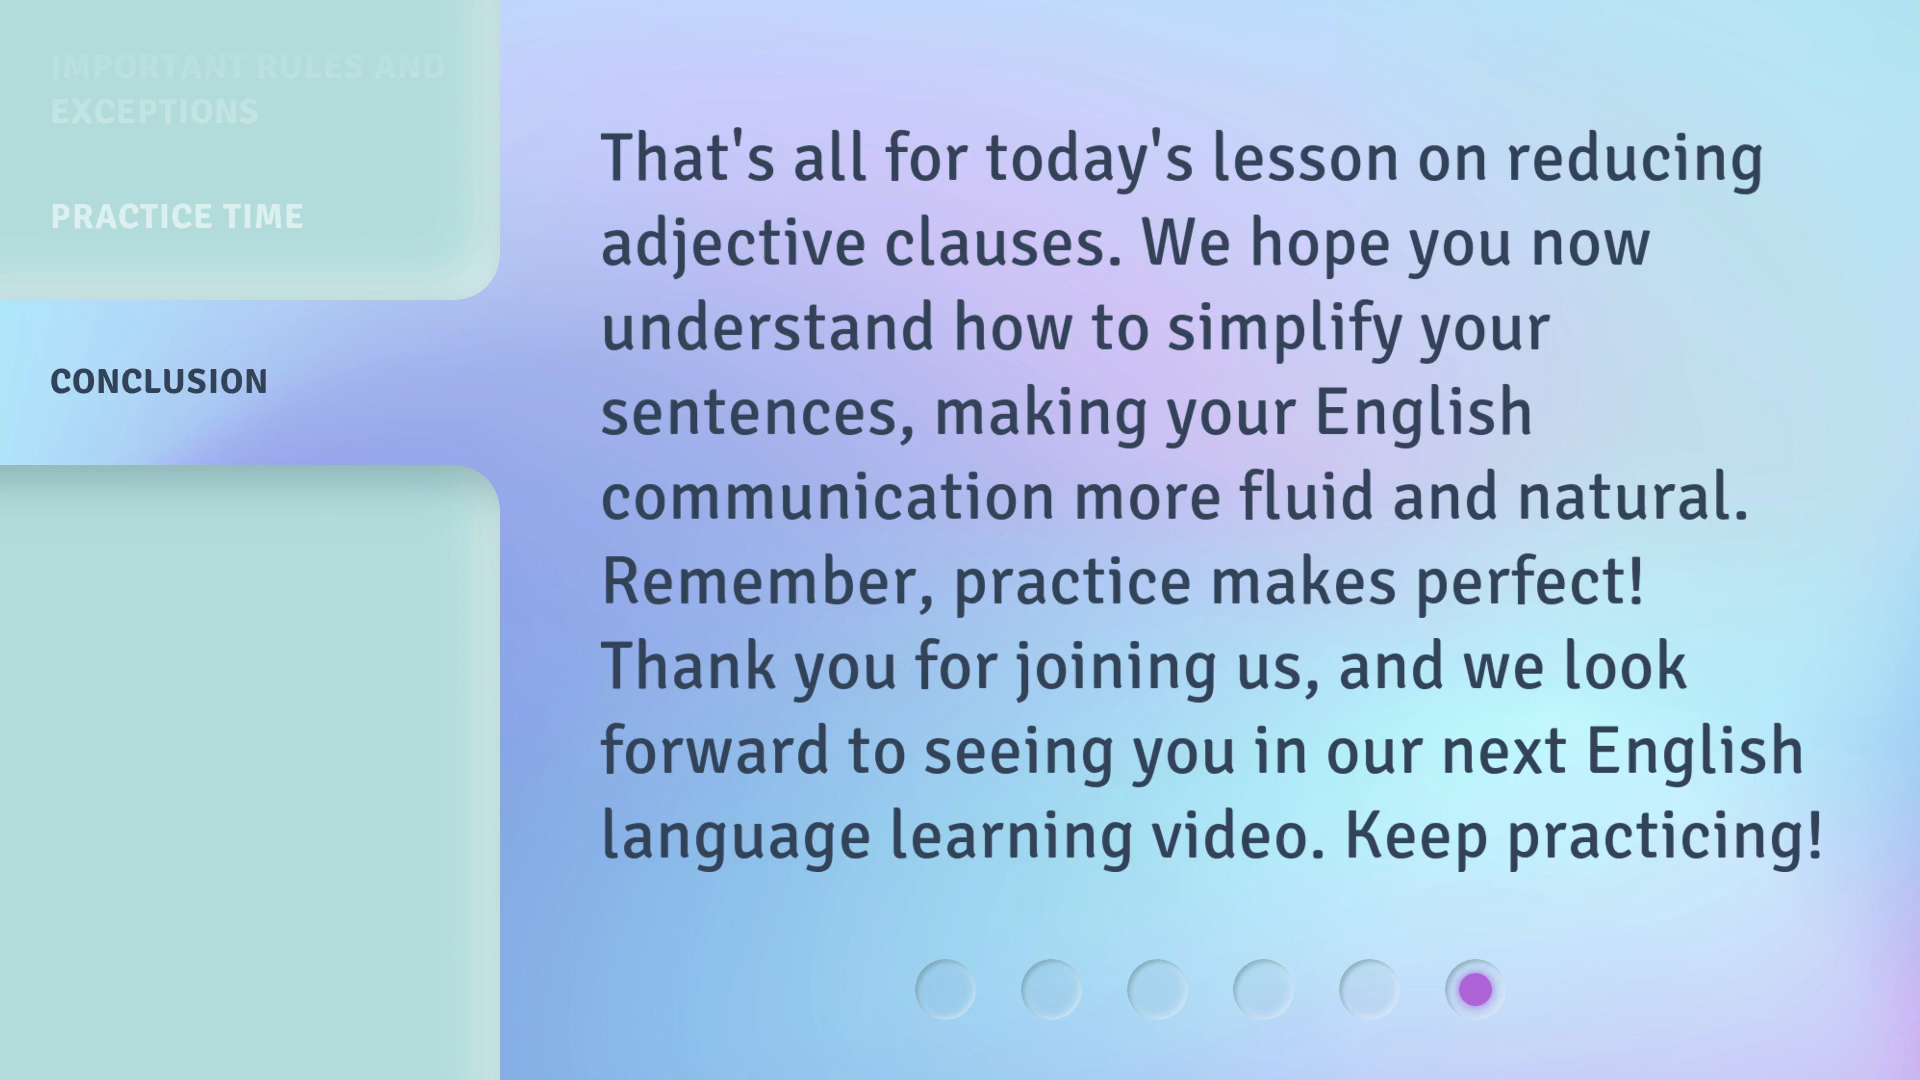 IMPORTANT RULES AND
EXCEPTIONS
PRACTICE TIME
CONCLUSION
That's all for today's lesson on reducing
adjective clauses. We hope you now
understand how to simplify your
sentences, making your English
communication more fluid and natural.
Remember, practice makes perfect!
Thank you for joining us, and we look
forward to seeing you in our next English
language learning video. Keep practicing!